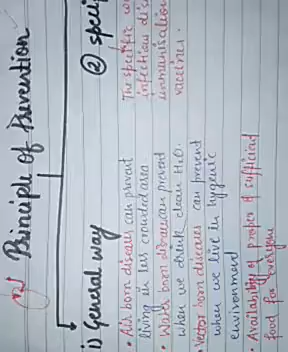 Principle of Prevention
i) General way
• Air born diseases can prevent
living in les crowded area
• Water born diseases can prevent
when we drink clean H2O.
Vector born diseases can prevent
when we live in hygenic
environment
• Availability of proper & sufficient
food for everyone
② speci
The specific
infectious dis
immunisation
vaccines.